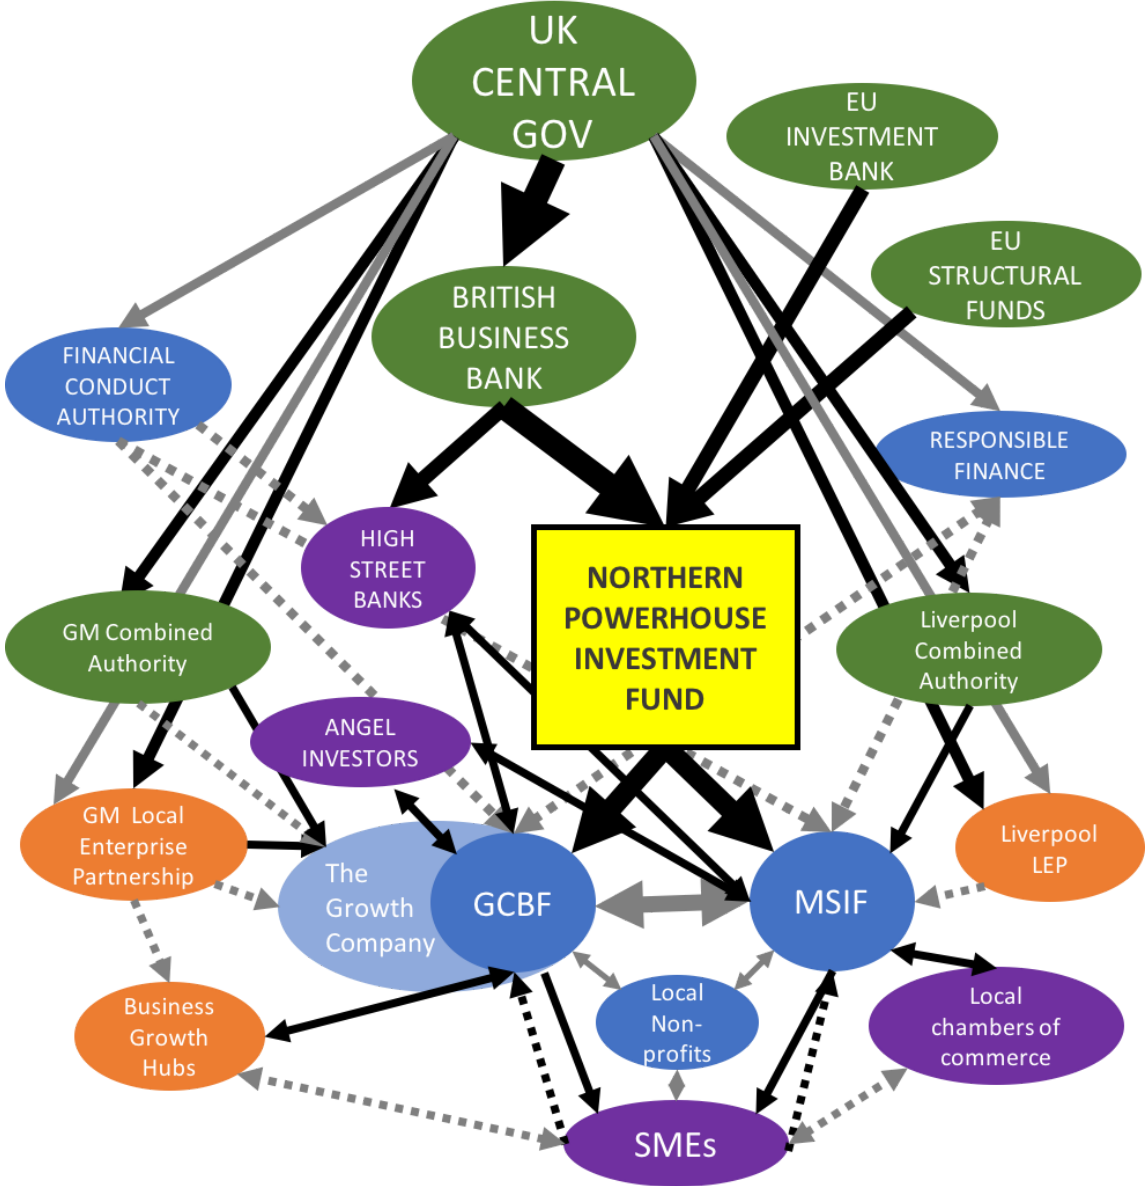 UK
CENTRAL
GOV
EU
INVESTMENT
BANK
EU
STRUCTURAL
FUNDS
BRITISH
BUSINESS
BANK
FINANCIAL
CONDUCT
AUTHORITY
RESPONSIBLE
FINANCE
HIGH
STREET
BANKS
NORTHERN
POWERHOUSE
INVESTMENT
FUND
GM Combined
Authority
Liverpool
Combined
Authority
ANGEL
INVESTORS
GM Local
Enterprise
Partnership
Liverpool
LEP
The
Growth
Company
GCBF
MSIF
Business
Growth
Hubs
Local
Non-
profits
Local
chambers of
commerce
SMEs